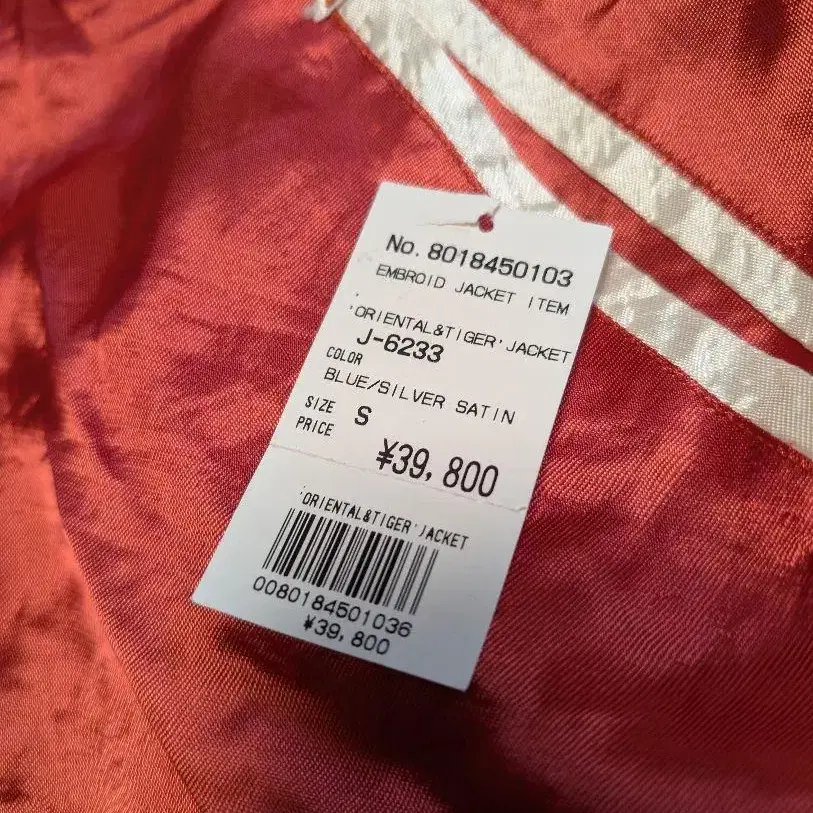 No. 8018450103
EMBROID JACKET ITEM
'ORIENTAL&TIGER'JACKET
J-6233
COLOR
BLUE/SILVER SATIN
SIZE S
PRICE
¥39,800
'ORIENTAL&TIGER'JACKET
0080184501036
¥39,800